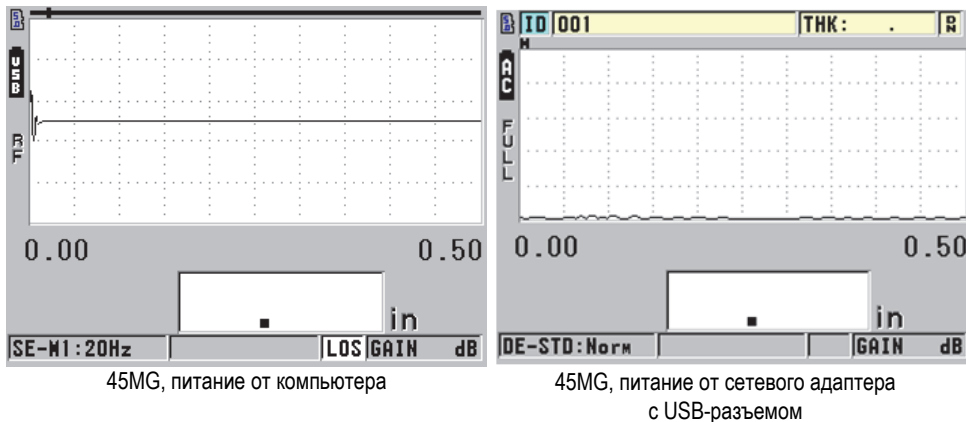 USB
RF
0.00 0.50
in
SE-M1:20Hz LOS GAIN dB
45MG, питание от компьютера
ID 001 THK: .
M
AC
FULL
0.00 0.50
in
DE-STD:Norm GAIN dB
45MG, питание от сетевого адаптера
с USB-разъемом